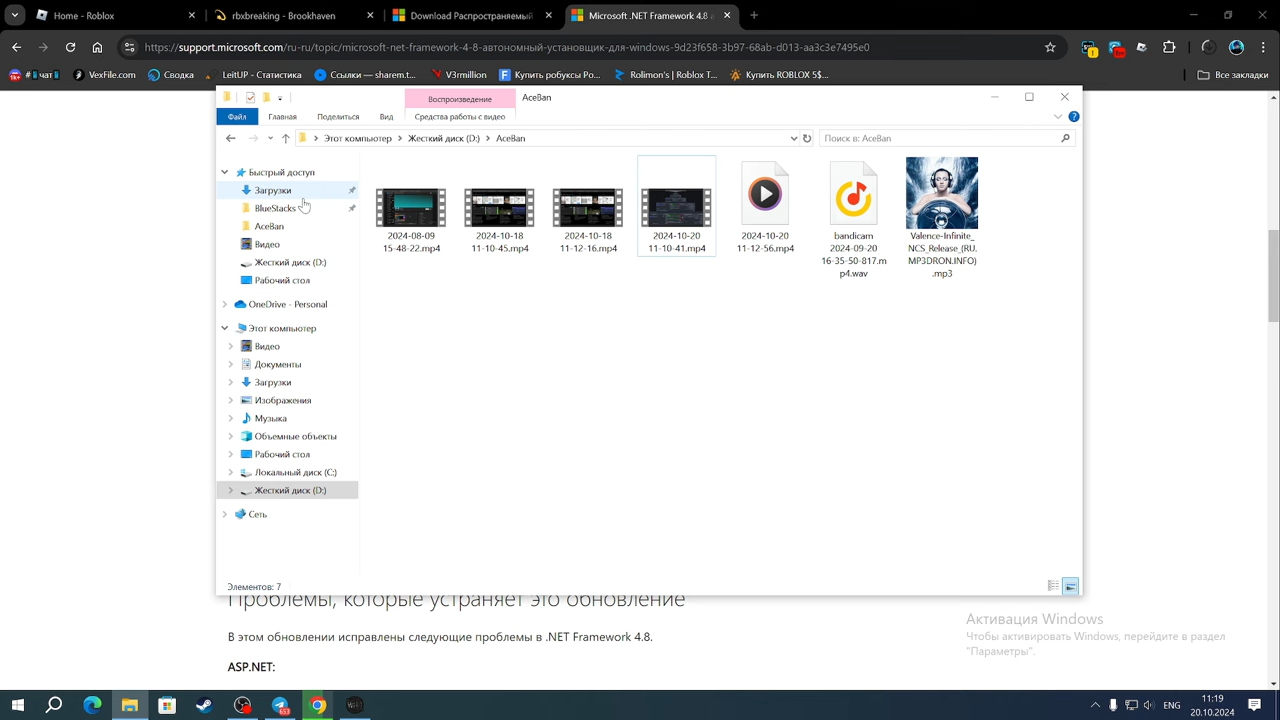 Home - Roblox
rbxbreaking - Brookhaven
Download Распространяемый
Microsoft .NET Framework 4.8 а
https://support.microsoft.com/ru-ru/topic/microsoft-net-framework-4-8-автономный-установщик-для-windows-9d23f658-3b97-68ab-d013-aa3c3e7495e0
Vexfile.com
Сводка
LeitUP - Статистика
Ссылки — sharem.t...
V3million
Купить робуксы Ро...
Rolimon's | Roblox T...
Купить ROBLOX 5$...
Все закладки
Воспроизведение
AceBan
Файл
Главная
Поделиться
Вид
Средства работы с видео
Этот компьютер
Жесткий диск (D:)
AceBan
Поиск в: AceBan
Быстрый доступ
Загрузки
BlueStacks
AceBan
Видео
Жесткий диск (D:)
Рабочий стол
OneDrive - Personal
Этот компьютер
Видео
Документы
Загрузки
Изображения
Музыка
Объемные объекты
Рабочий стол
Локальный диск (C:)
Жесткий диск (D:)
Сеть
2024-08-09
15-48-22.mp4
2024-10-18
11-10-45.mp4
2024-10-18
11-12-16.mp4
2024-10-20
11-10-41.mp4
2024-10-20
11-12-56.mp4
bandicam
2024-09-20
16-35-50-817.m
p4.wav
Valence-Infinite_
NCS_Release_(RU.
MP3DRON.INFO)
.mp3
Элементов: 7
Проблемы, которые устраняет это обновление
В этом обновлении исправлены следующие проблемы в .NET Framework 4.8.
ASP.NET:
Активация Windows
Чтобы активировать Windows, перейдите в раздел
"Параметры".
ENG
11:19
20.10.2024